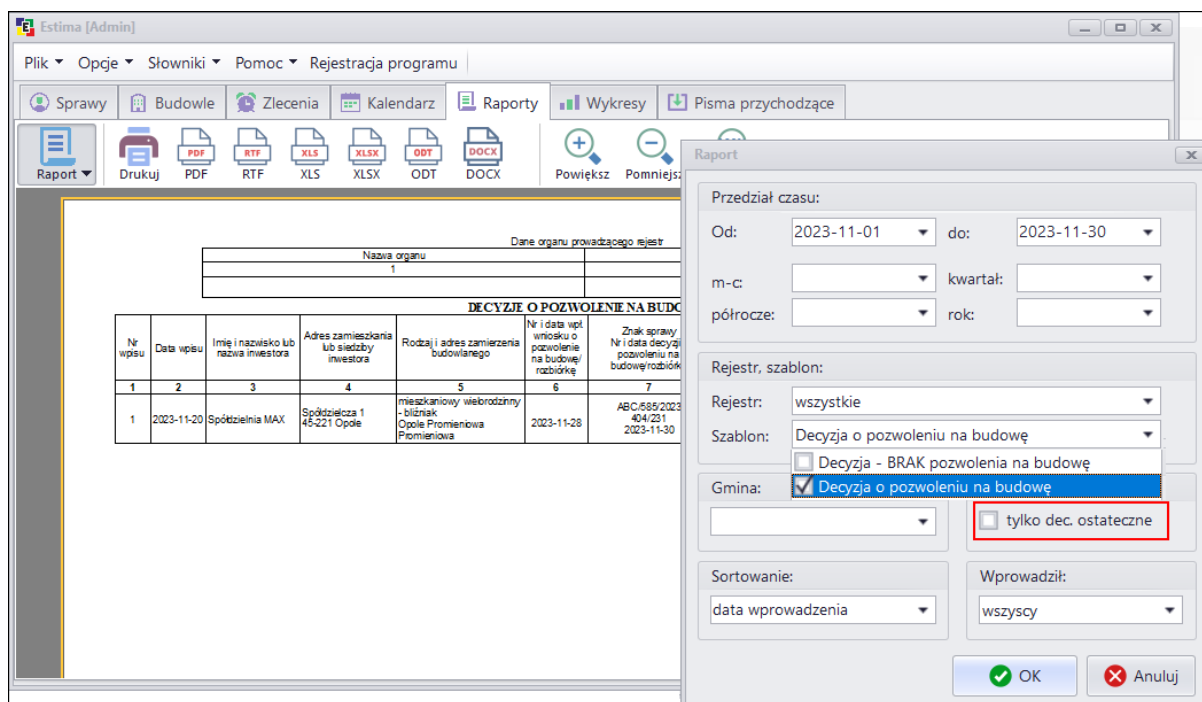 Estima [Admin]
Plik Opcje Słowniki Pomoc Rejestracja programu
Sprawy Budowle Zlecenia Kalendarz Raporty Wykresy Pisma przychodzące
PDF RTF XLS XLSX ODT DOCX
Raport Drukuj PDF RTF XLS XLSX ODT DOCX Powiększ Pomniejsz
Dane organu prowadzącego rejestr
Nazwa organu
1
DECYZJE O POZWOLENIE NA BUDO
Nr wpisu
Data wpisu
Imię i nazwisko lub
nazwa inwestora
Adres zamieszkania
lub siedziby
inwestora
Rodzaj i adres zamierzenia
budowlanego
Nr i data wpł.
wniosku o
pozwolenie
na budowę/
rozbiórkę
Znak sprawy
Nr i data decyzji
pozwoleniu na
budowę/rozbiórk
1 2 3 4 5 6 7
1
2023-11-20
Spółdzielnia MAX
Spółdzielcza 1
45-221 Opole
mieszkaniowy wielorodzinny
- bliźniak
Opole Promieniowa
Promieniowa
2023-11-28
ABC/585/2023
404/231
2023-11-30
Raport
Przedział czasu:
Od: 2023-11-01 do: 2023-11-30
m-c: kwartał:
półrocze: rok:
Rejestr, szablon:
Rejestr: wszystkie
Szablon: Decyzja o pozwoleniu na budowę
Decyzja - BRAK pozwolenia na budowę
Decyzja o pozwoleniu na budowę
Gmina:
tylko dec. ostateczne
Sortowanie: Wprowadził:
data wprowadzenia wszyscy
OK Anuluj